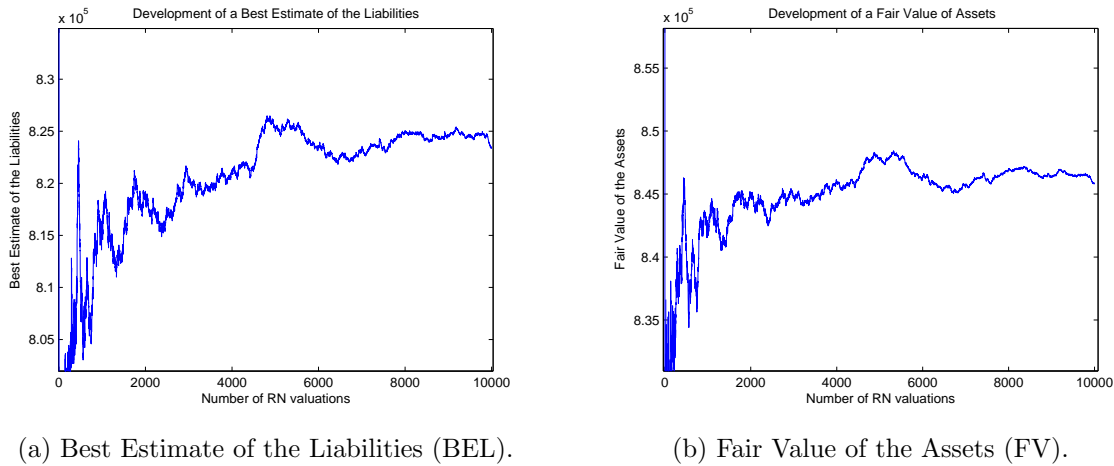 Development of a Best Estimate of the Liabilities
x 10⁵
8.3
8.25
8.2
8.15
8.1
8.05
Best Estimate of the Liabilities
0 2000 4000 6000 8000 10000
Number of RN valuations
(a) Best Estimate of the Liabilities (BEL).
Development of a Fair Value of Assets
x 10⁵
8.55
8.5
8.45
8.4
8.35
Fair Value of the Assets
0 2000 4000 6000 8000 10000
Number of RN valuations
(b) Fair Value of the Assets (FV).